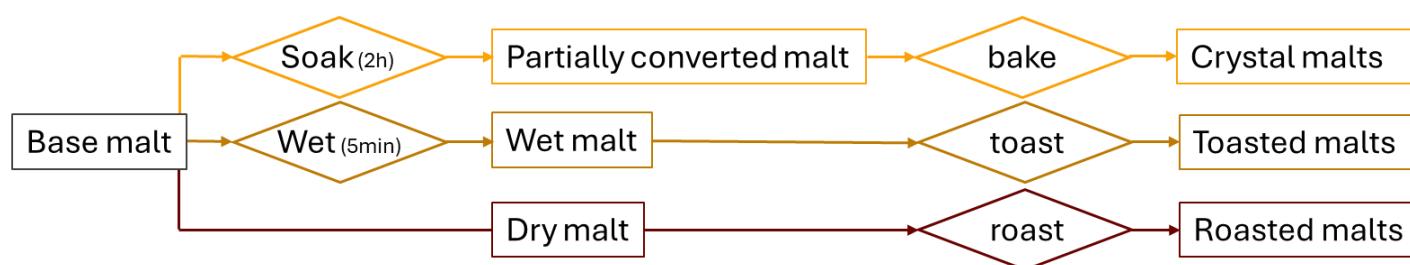 Soak (2h)
Partially converted malt
bake
Crystal malts
Base malt
Wet (5min)
Wet malt
toast
Toasted malts
Dry malt
roast
Roasted malts